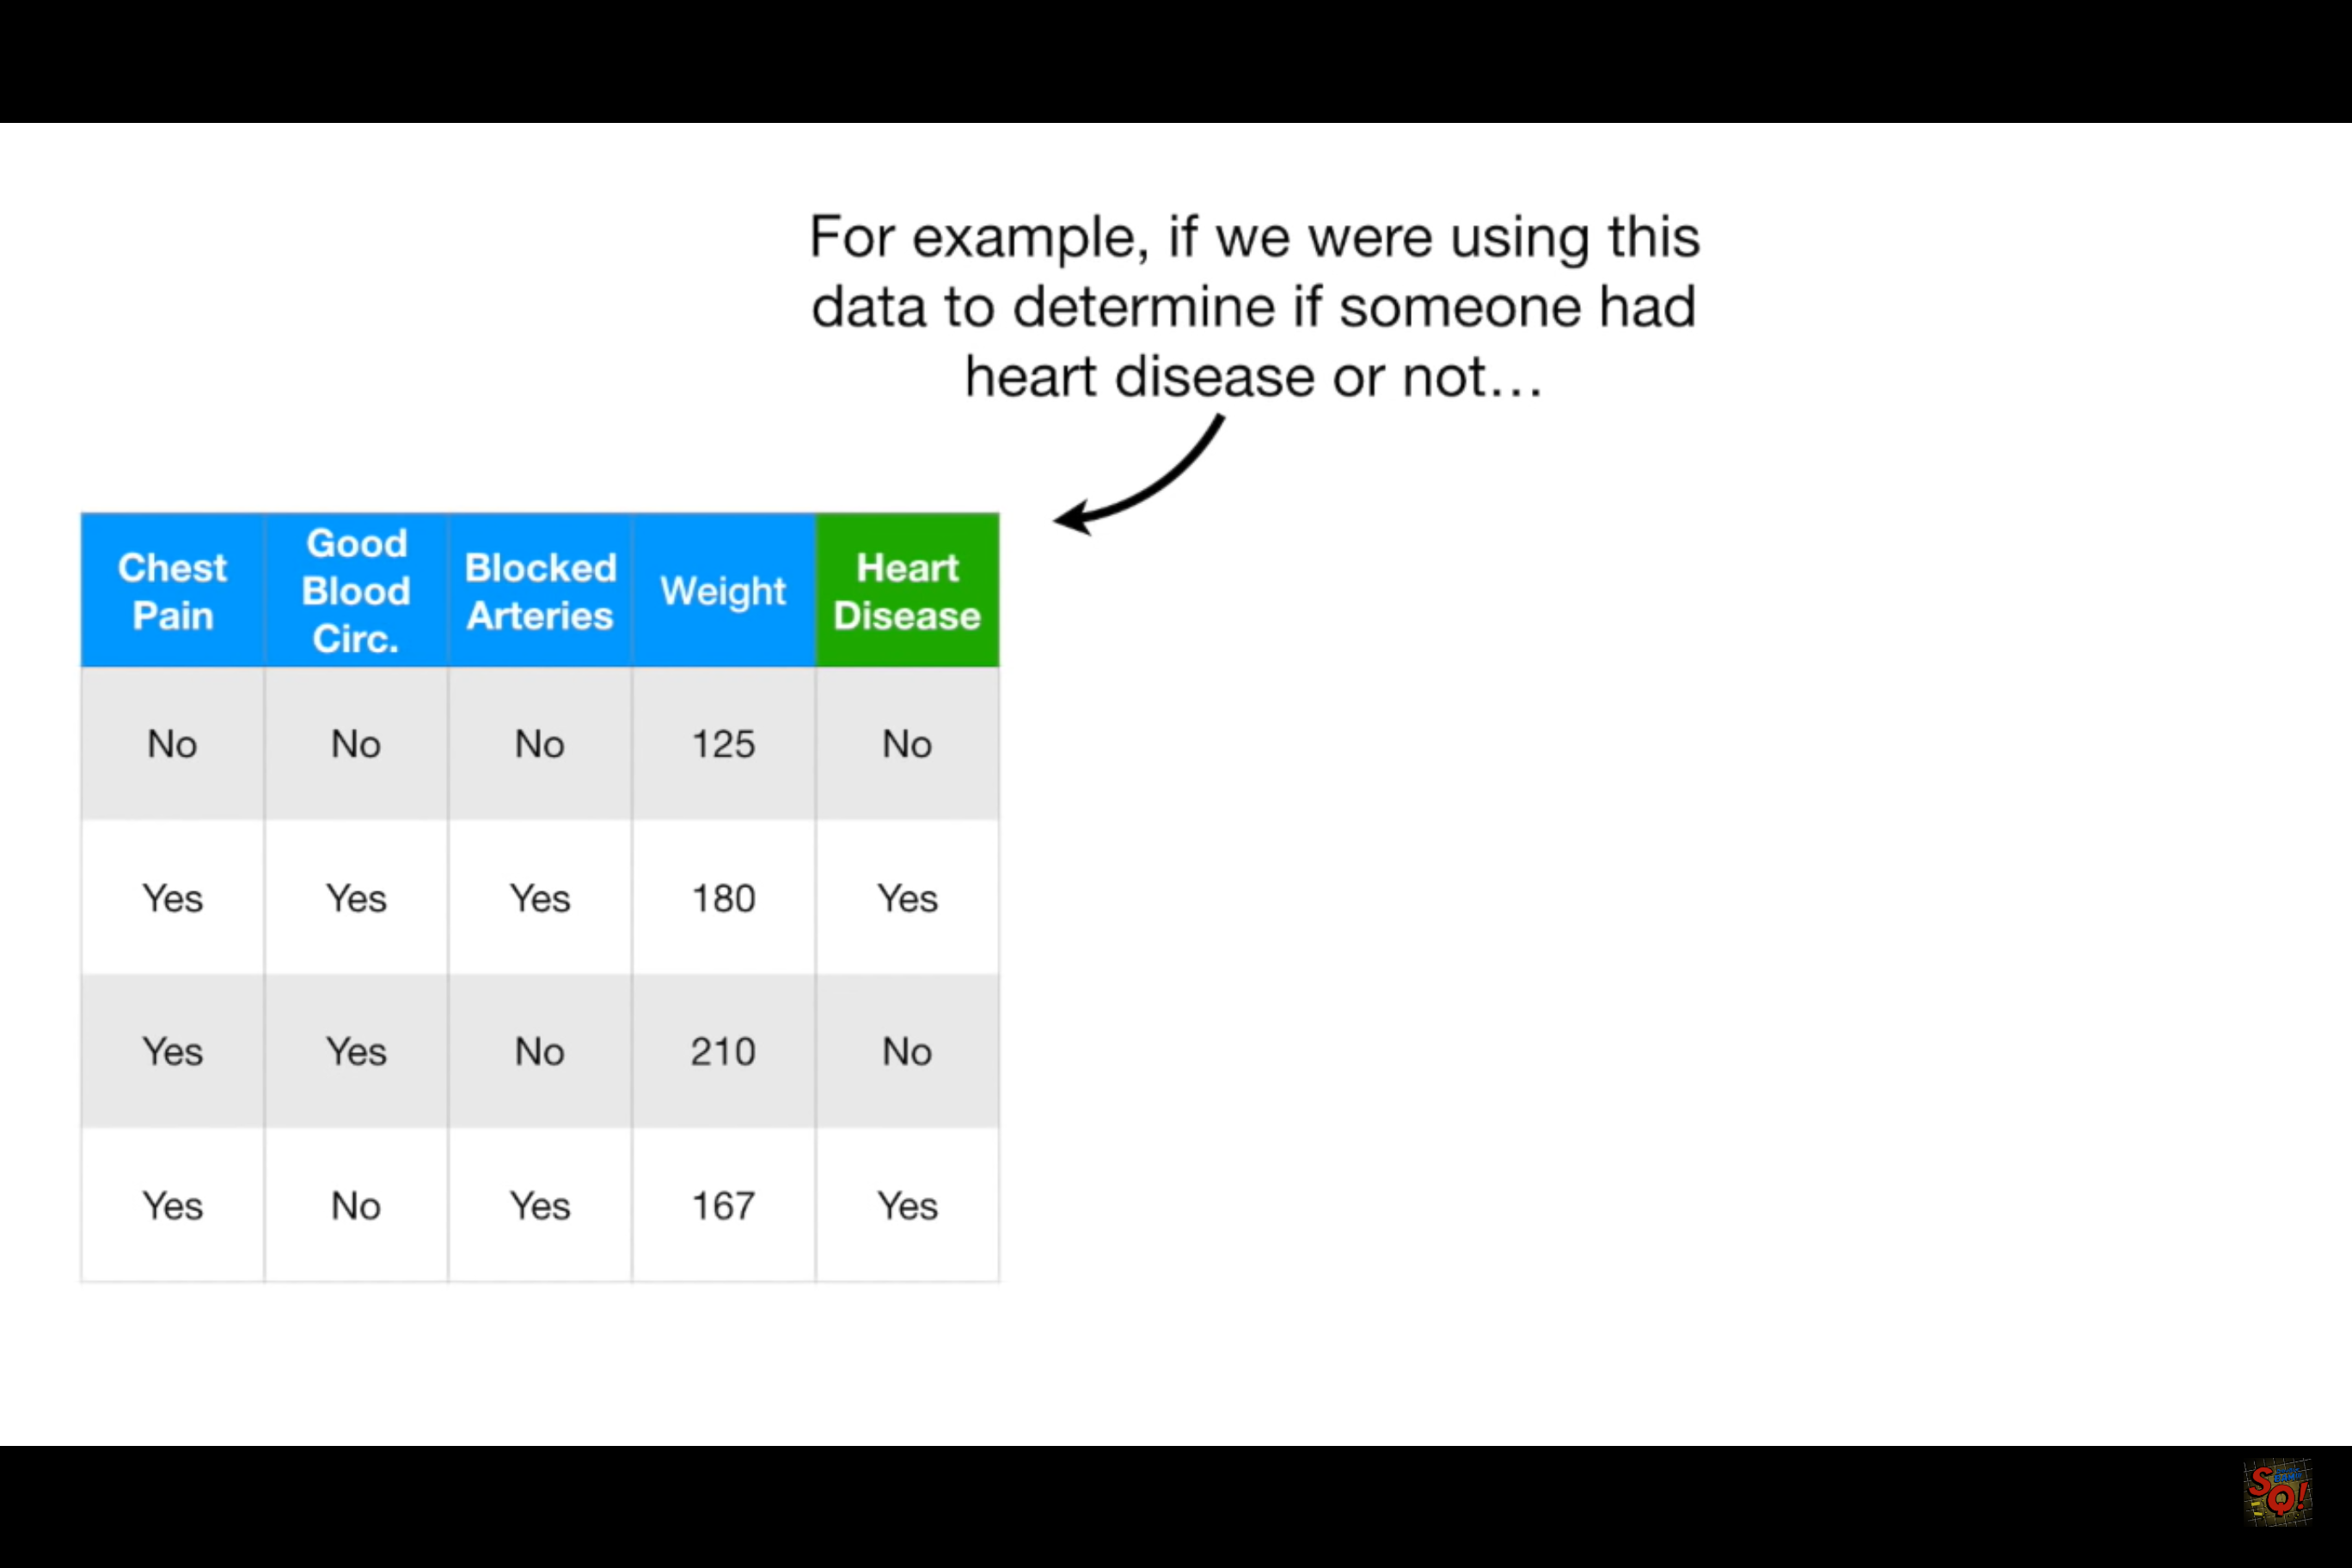 For example, if we were using this
data to determine if someone had
heart disease or not…
Chest Pain Good Blood Circ. Blocked Arteries Weight Heart Disease
No No No 125 No
Yes Yes Yes 180 Yes
Yes Yes No 210 No
Yes No Yes 167 Yes
SQ!